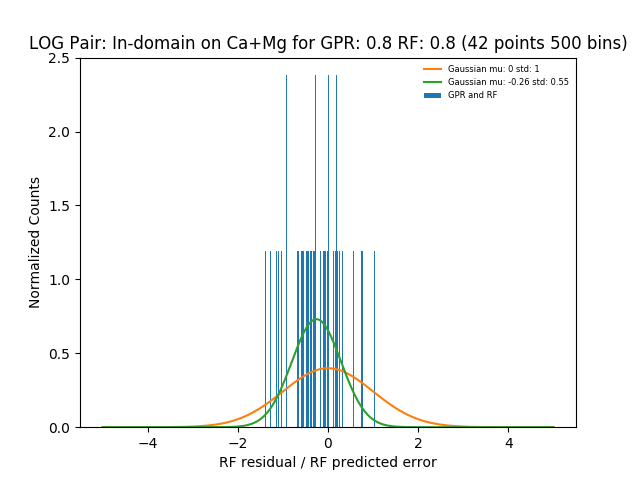 LOG Pair: In-domain on Ca+Mg for GPR: 0.8 RF: 0.8 (42 points 500 bins)
Gaussian mu: 0 std: 1
Gaussian mu: -0.26 std: 0.55
GPR and RF
Normalized Counts
2.5
2.0
1.5
1.0
0.5
0.0
−4
−2
0
2
4
RF residual / RF predicted error